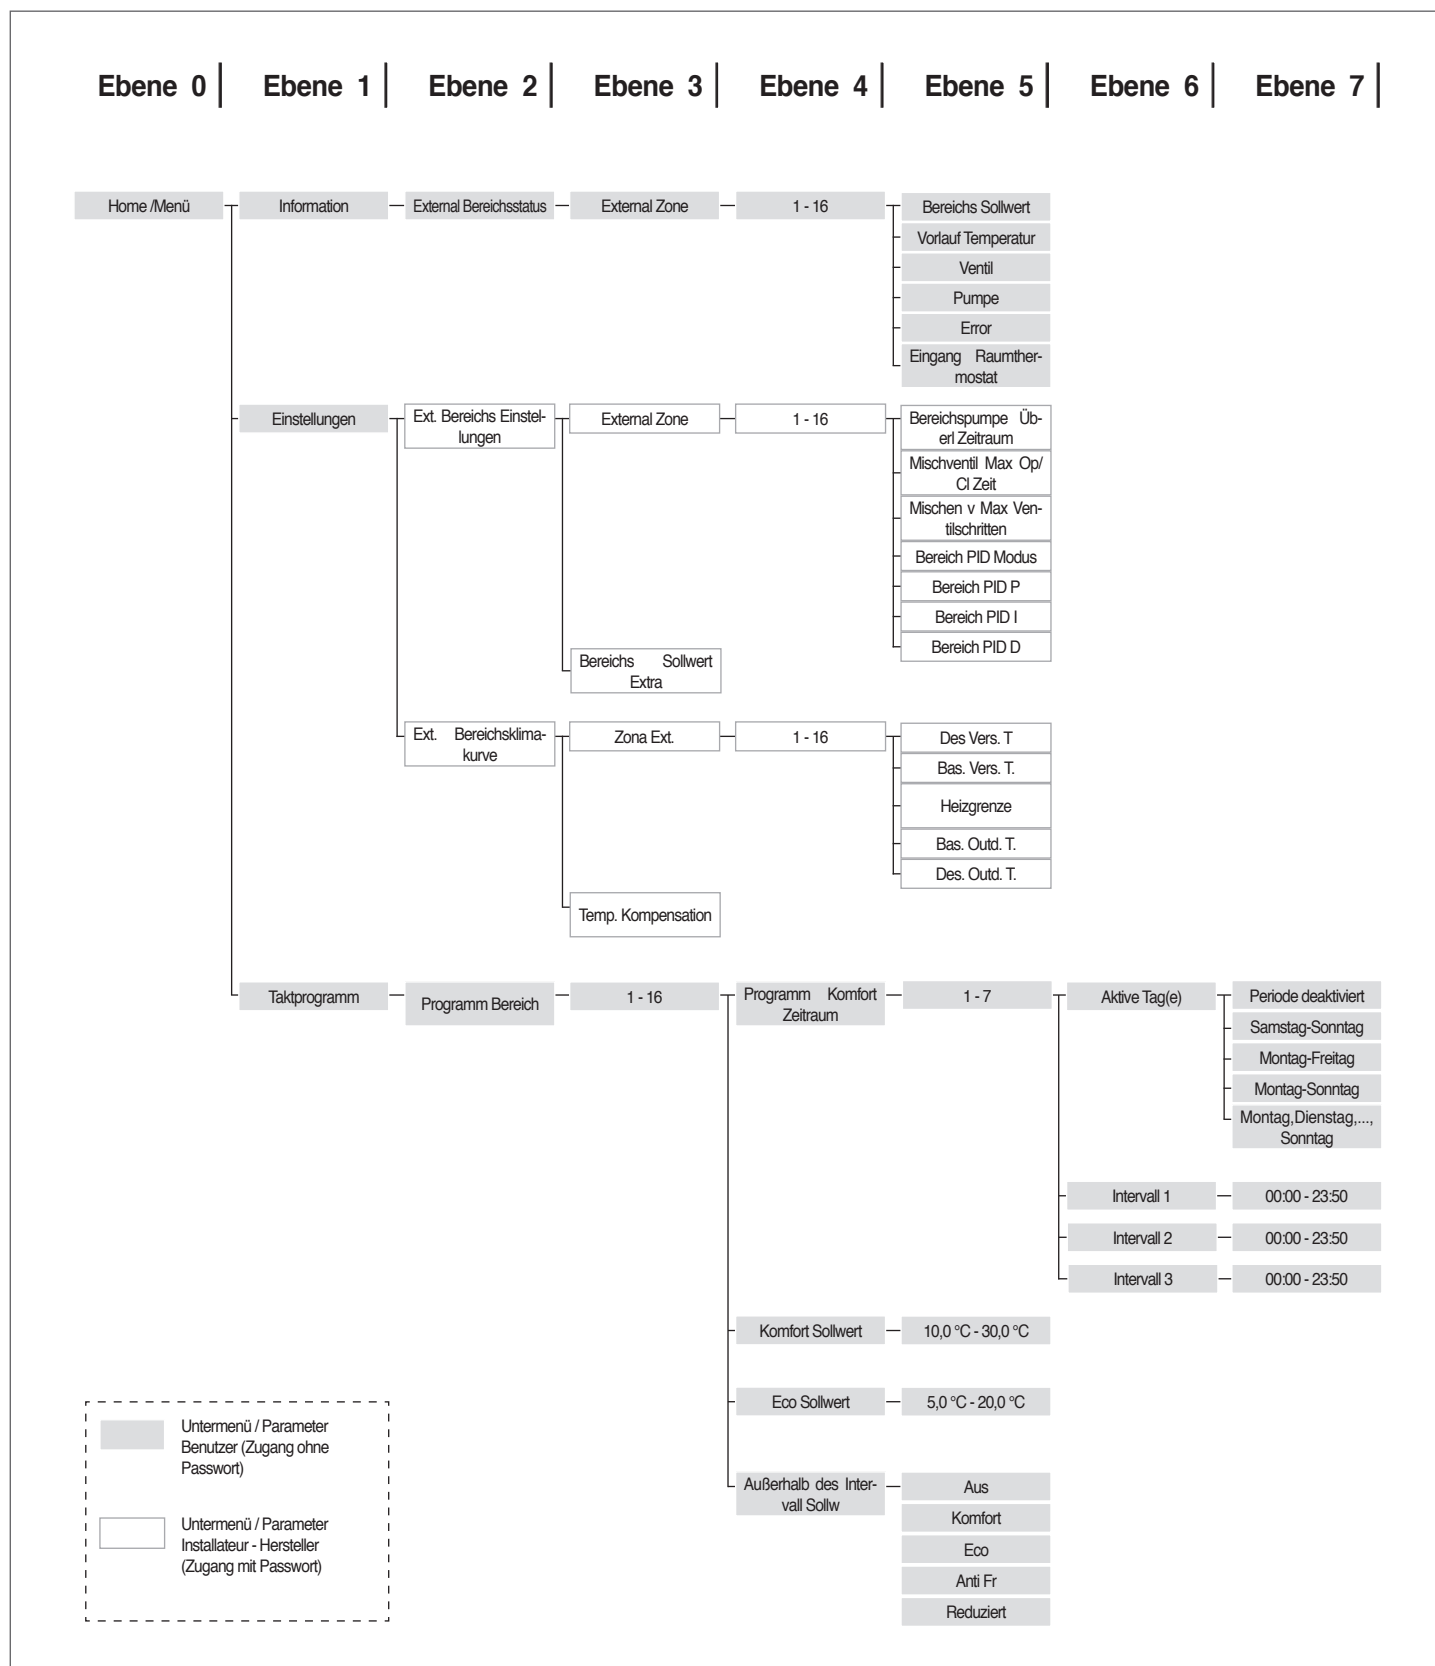 Ebene 0 Ebene 1 Ebene 2 Ebene 3 Ebene 4 Ebene 5 Ebene 6 Ebene 7
Home /Menü Information External Bereichsstatus External Zone 1 - 16 Bereichs Sollwert
Vorlauf Temperatur
Ventil
Pumpe
Error
Eingang Raumther-
mostat
Einstellungen
Ext. Bereichs Einstel-
lungen
External Zone
1 - 16
Bereichspumpe Üb-
erl Zeitraum
Mischventil Max Op/
Cl Zeit
Mischen v Max Ven-
tilschritten
Bereich PID Modus
Bereich PID P
Bereich PID I
Bereich PID D
Bereichs Sollwert
Extra
Ext. Bereichsklima-
kurve
Zona Ext.
1 - 16
Des Vers. T
Bas. Vers. T.
Heizgrenze
Bas. Outd. T.
Des. Outd. T.
Temp. Kompensation
Taktprogramm
Programm Bereich
1 - 16
Programm Komfort
Zeitraum
1 - 7
Aktive Tag(e)
Periode deaktiviert
Samstag-Sonntag
Montag-Freitag
Montag-Sonntag
Montag,Dienstag,...,
Sonntag
Intervall 1 00:00 - 23:50
Intervall 2 00:00 - 23:50
Intervall 3 00:00 - 23:50
Komfort Sollwert 10,0 °C - 30,0 °C
Eco Sollwert 5,0 °C - 20,0 °C
Außerhalb des Inter-
vall Sollw
Aus
Komfort
Eco
Anti Fr
Reduziert
Untermenü / Parameter
Benutzer (Zugang ohne
Passwort)
Untermenü / Parameter
Installateur - Hersteller
(Zugang mit Passwort)